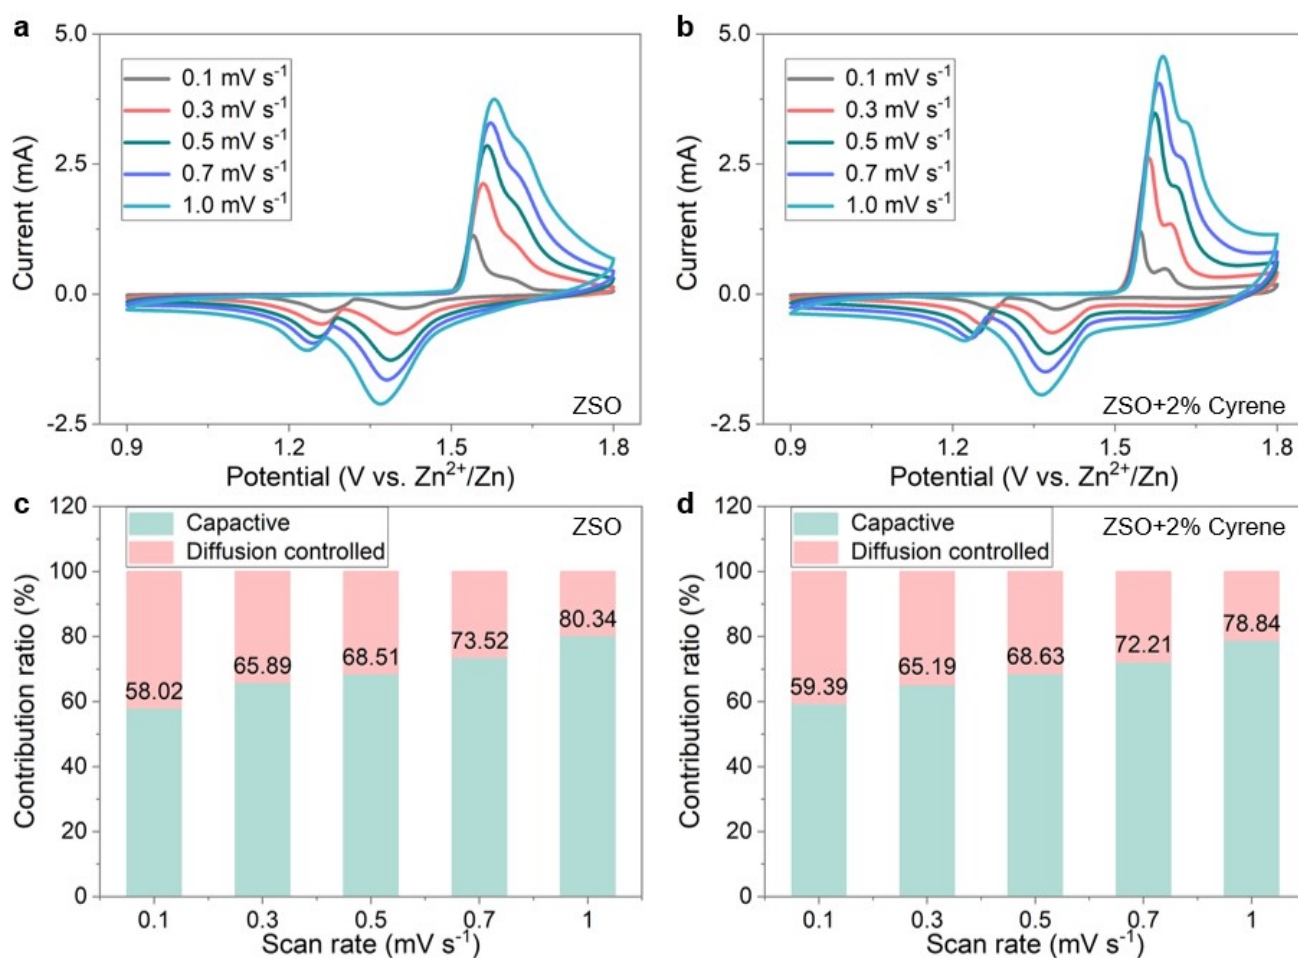 a
5.0
2.5
0.0
-2.5
Current (mA)
0.1 mV s⁻¹
0.3 mV s⁻¹
0.5 mV s⁻¹
0.7 mV s⁻¹
1.0 mV s⁻¹
ZSO
0.9 1.2 1.5 1.8
Potential (V vs. Zn²⁺/Zn)
b
5.0
2.5
0.0
-2.5
Current (mA)
0.1 mV s⁻¹
0.3 mV s⁻¹
0.5 mV s⁻¹
0.7 mV s⁻¹
1.0 mV s⁻¹
ZSO+2% Cyrene
0.9 1.2 1.5 1.8
Potential (V vs. Zn²⁺/Zn)
c
120
100
80
60
40
20
0
Contribution ratio (%)
Capactive
Diffusion controlled
ZSO
58.02 65.89 68.51 73.52 80.34
0.1 0.3 0.5 0.7 1
Scan rate (mV s⁻¹)
d
120
100
80
60
40
20
0
Contribution ratio (%)
Capactive
Diffusion controlled
ZSO+2% Cyrene
59.39 65.19 68.63 72.21 78.84
0.1 0.3 0.5 0.7 1
Scan rate (mV s⁻¹)